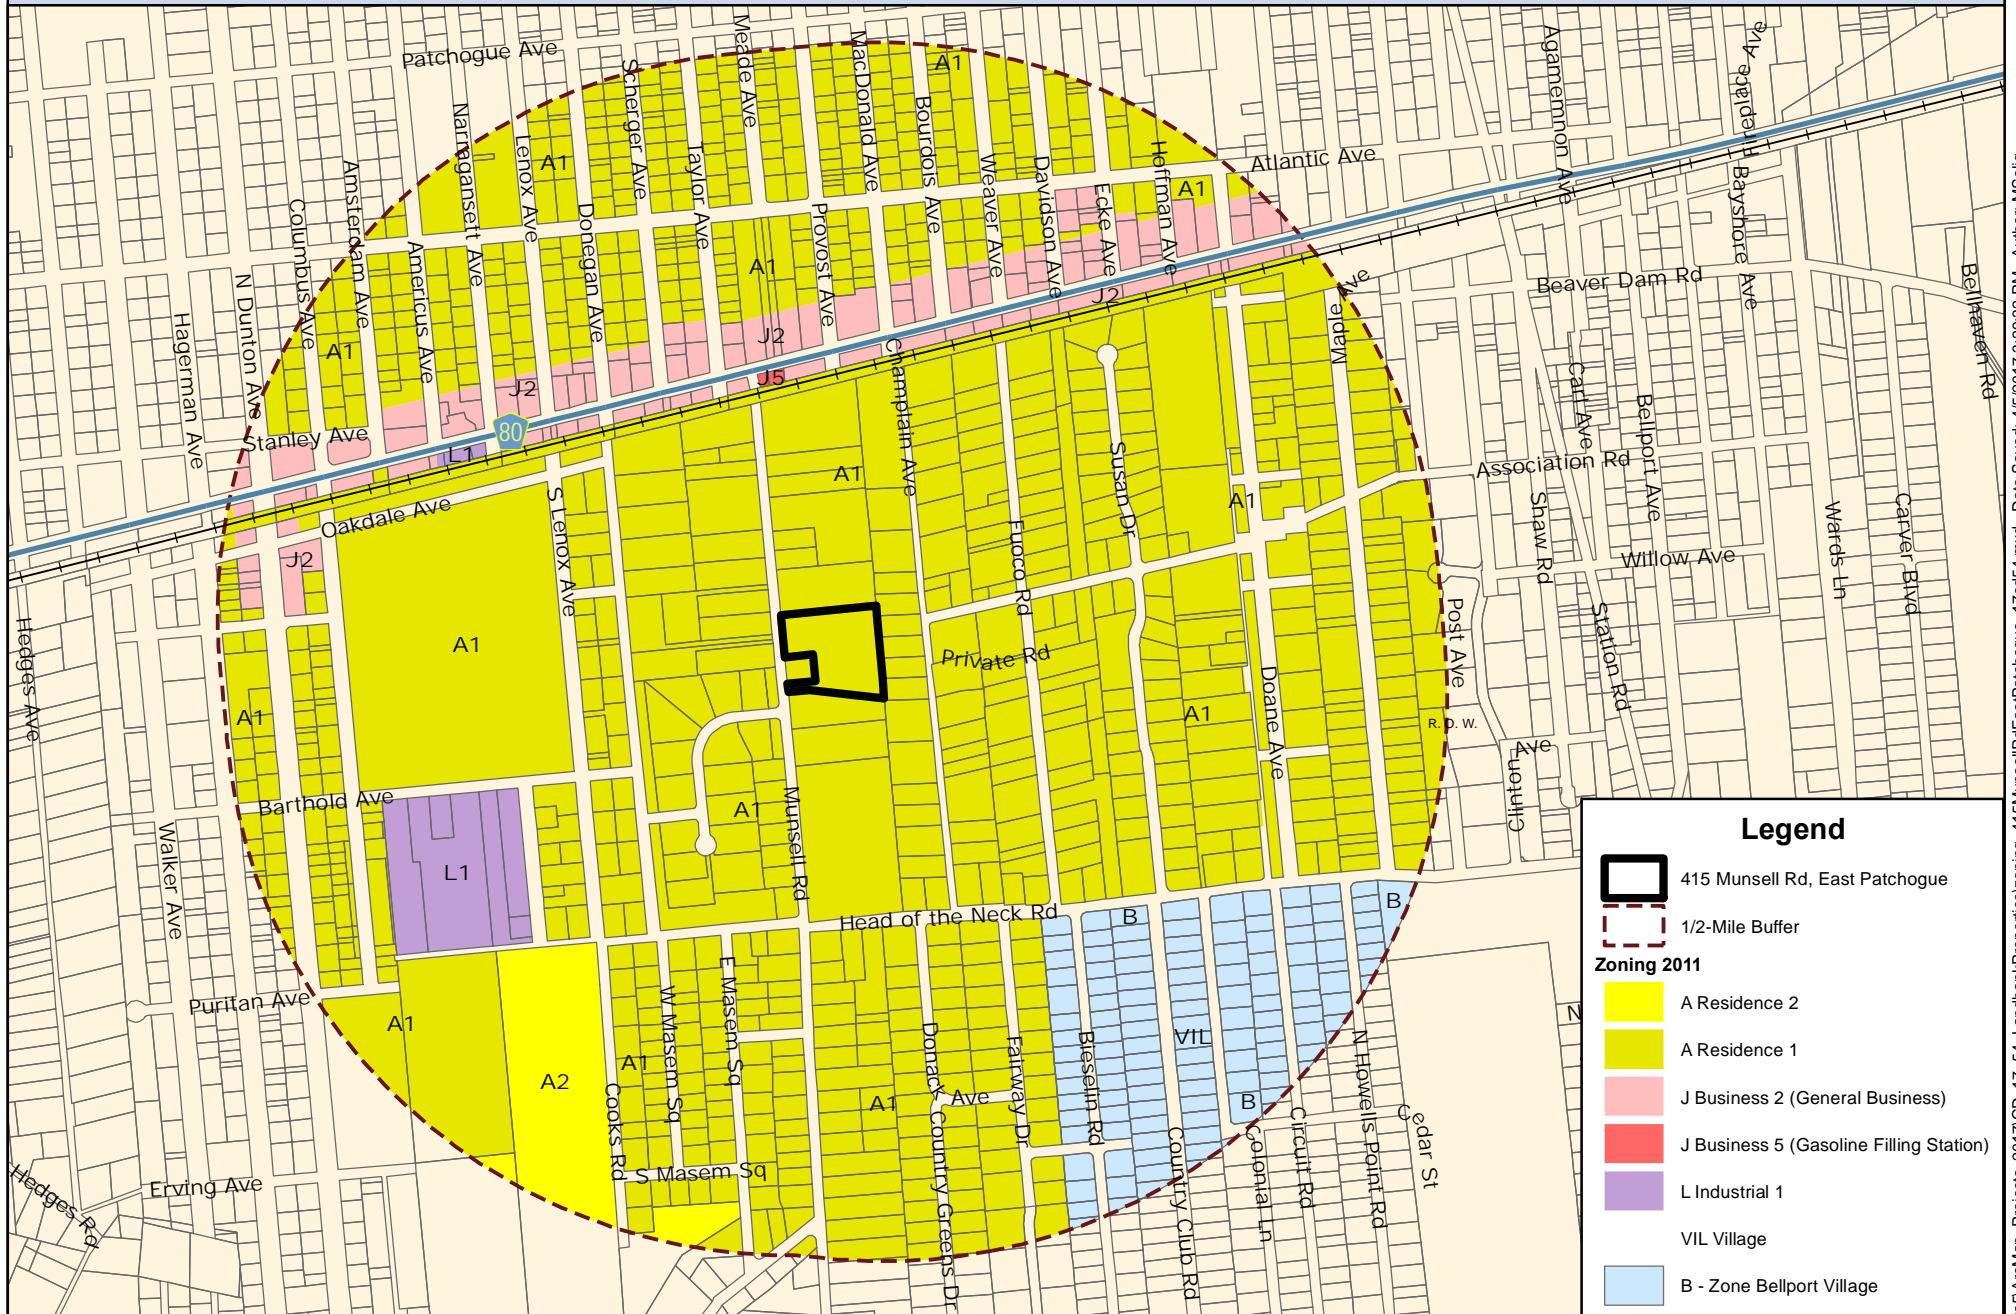 Patchogue Ave
Meade Ave
MacDonald Ave
A1
Agamemnon Ave
Scherger Ave
Bourdois Ave
Narragansett Ave
Lenox Ave
A1
Taylor Ave
Weaver Ave
Davidson Ave
Hoffman Ave
Atlantic Ave
A1
Ecke Ave
Bayshore Ave
Amsterdam Ave
Columbus Ave
Donegan Ave
Provost Ave
A1
Americus Ave
N Dunton Ave
Hagerman Ave
A1
J2
J2
Maple
Ave
Beaver Dam Rd
Bellhaven Rd
J2
J5
Champlain Ave
Stanley Ave
80
L1
Carl Ave
Bellport Ave
Association Rd
A1
A1
Susan Dr
Oakdale Ave
S Lenox Ave
Fuoco Rd
Shaw Rd
Wards Ln
Carver Blvd
Willow Ave
J2
A1
Hedges Ave
Private Rd
Post Ave
Station Rd
Doane Ave
A1
A1
R. O. W.
Clinton
Ave
Barthold Ave
A1
Munsell Rd
Walker Ave
L1
Head of the Neck Rd
B
B
Puritan Ave
A1
E Masem Sq
W Masem Sq
A1
A2
Cooks Rd
Donack
Ave
A1
Fairway Dr
Bieselin Rd
VIL
N Howells Point Rd
B
Circuit Rd
Cedar St
Colonial Ln
Country Club Rd
Country Greens Dr
S Masem Sq
Erving Ave
Hedges Rd
N
Legend
415 Munsell Rd, East Patchogue
1/2-Mile Buffer
Zoning 2011
A Residence 2
A Residence 1
J Business 2 (General Business)
J Business 5 (Gasoline Filling Station)
L Industrial 1
VIL Village
B - Zone Bellport Village